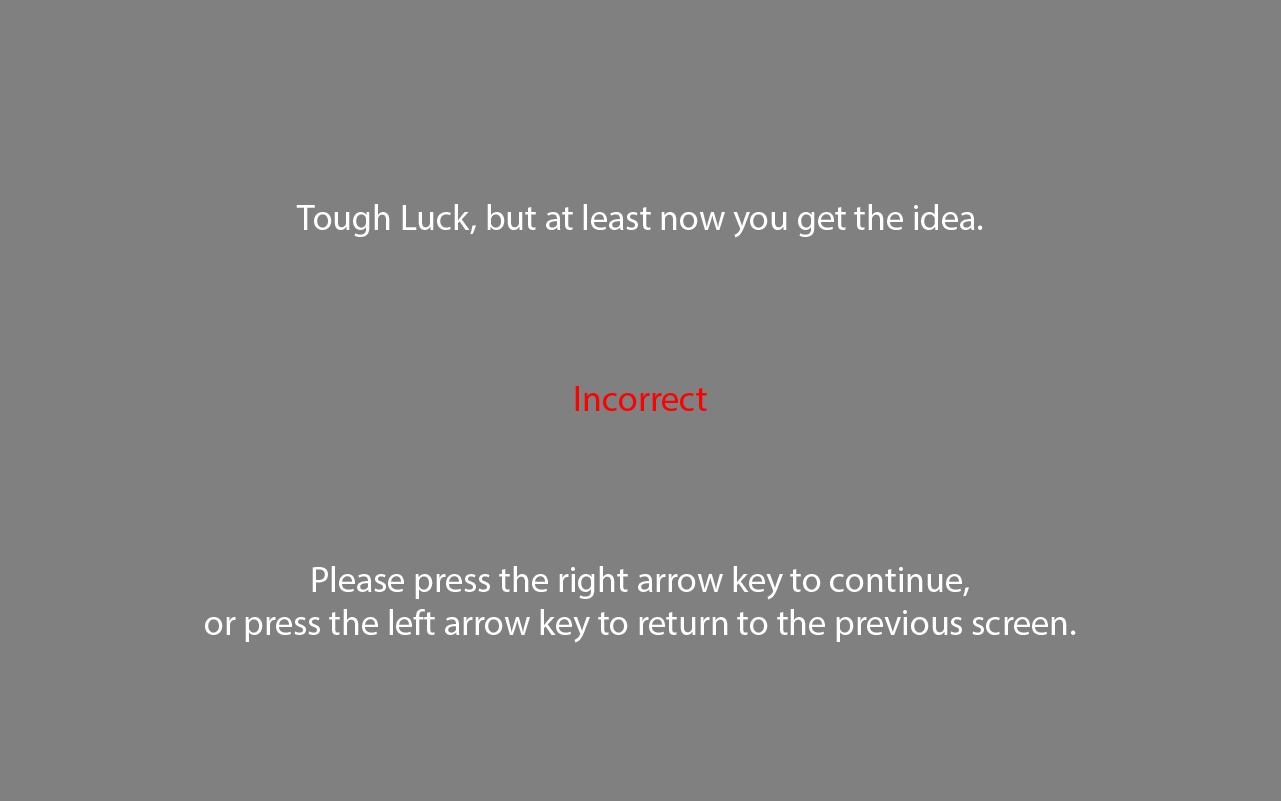 Tough Luck, but at least now you get the idea.
Incorrect
Please press the right arrow key to continue,
or press the left arrow key to return to the previous screen.